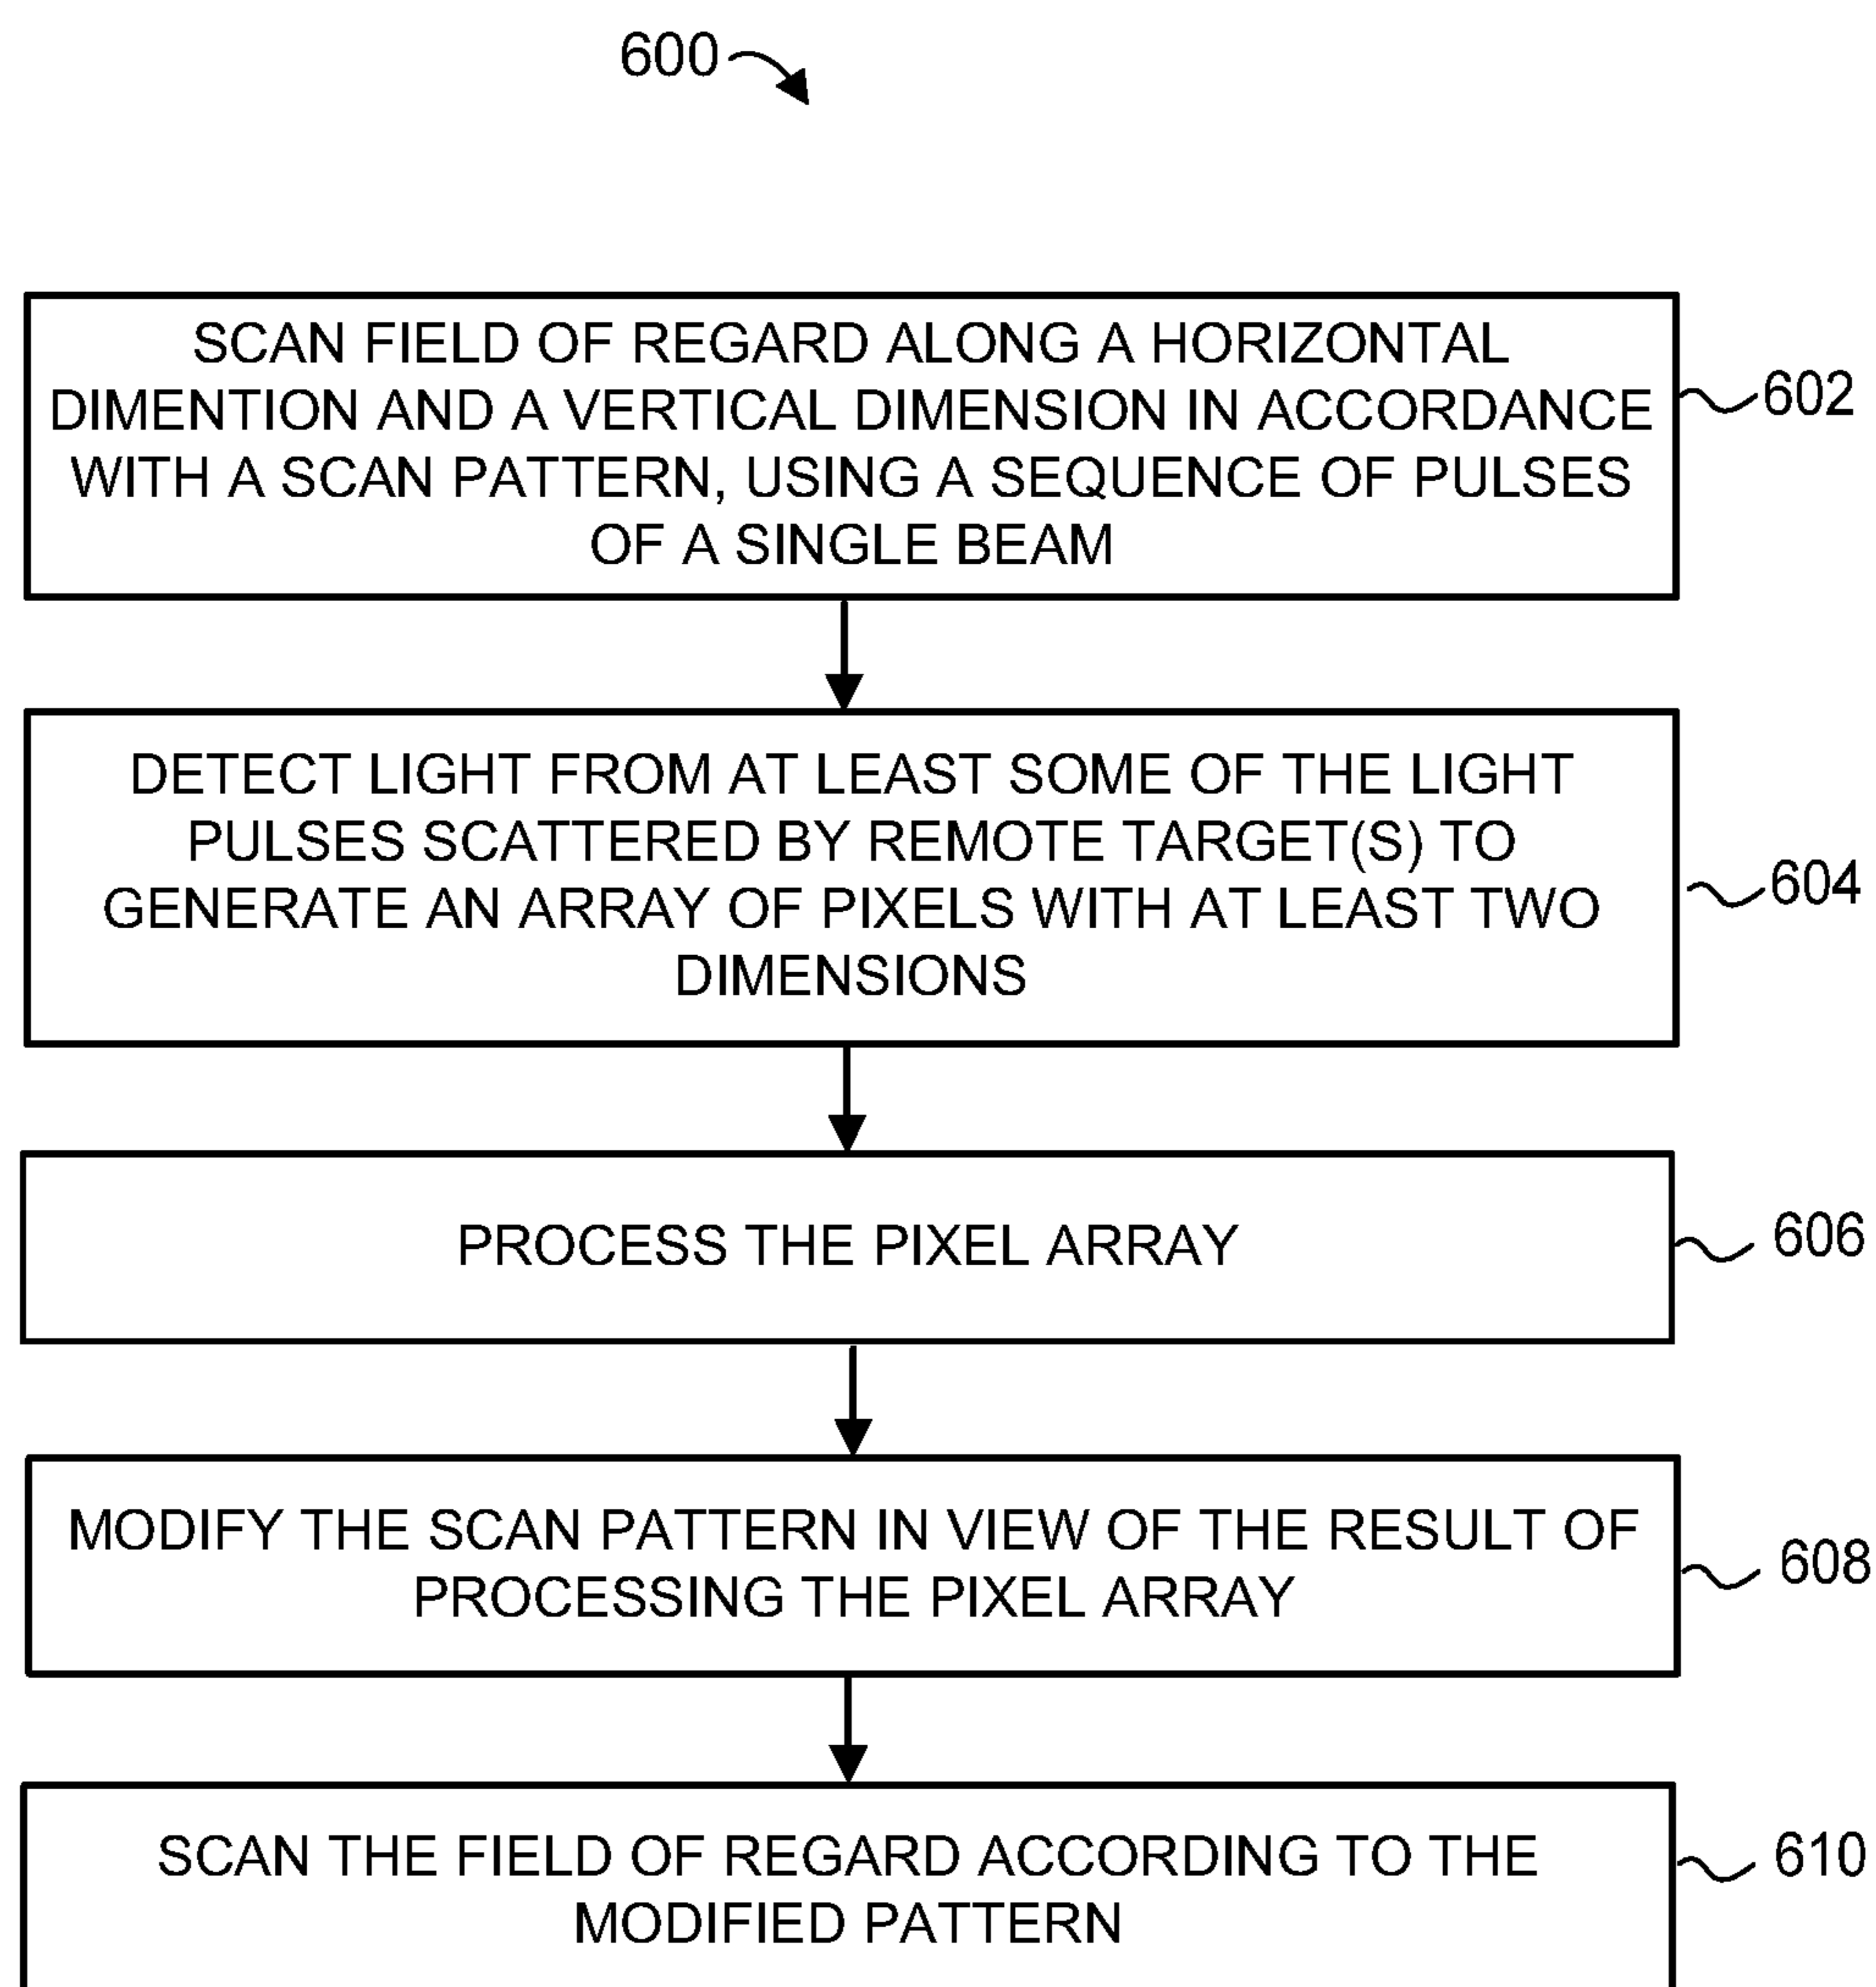 600
SCAN FIELD OF REGARD ALONG A HORIZONTAL
DIMENTION AND A VERTICAL DIMENSION IN ACCORDANCE
WITH A SCAN PATTERN, USING A SEQUENCE OF PULSES
OF A SINGLE BEAM
602
DETECT LIGHT FROM AT LEAST SOME OF THE LIGHT
PULSES SCATTERED BY REMOTE TARGET(S) TO
GENERATE AN ARRAY OF PIXELS WITH AT LEAST TWO
DIMENSIONS
604
PROCESS THE PIXEL ARRAY
606
MODIFY THE SCAN PATTERN IN VIEW OF THE RESULT OF
PROCESSING THE PIXEL ARRAY
608
SCAN THE FIELD OF REGARD ACCORDING TO THE
MODIFIED PATTERN
610